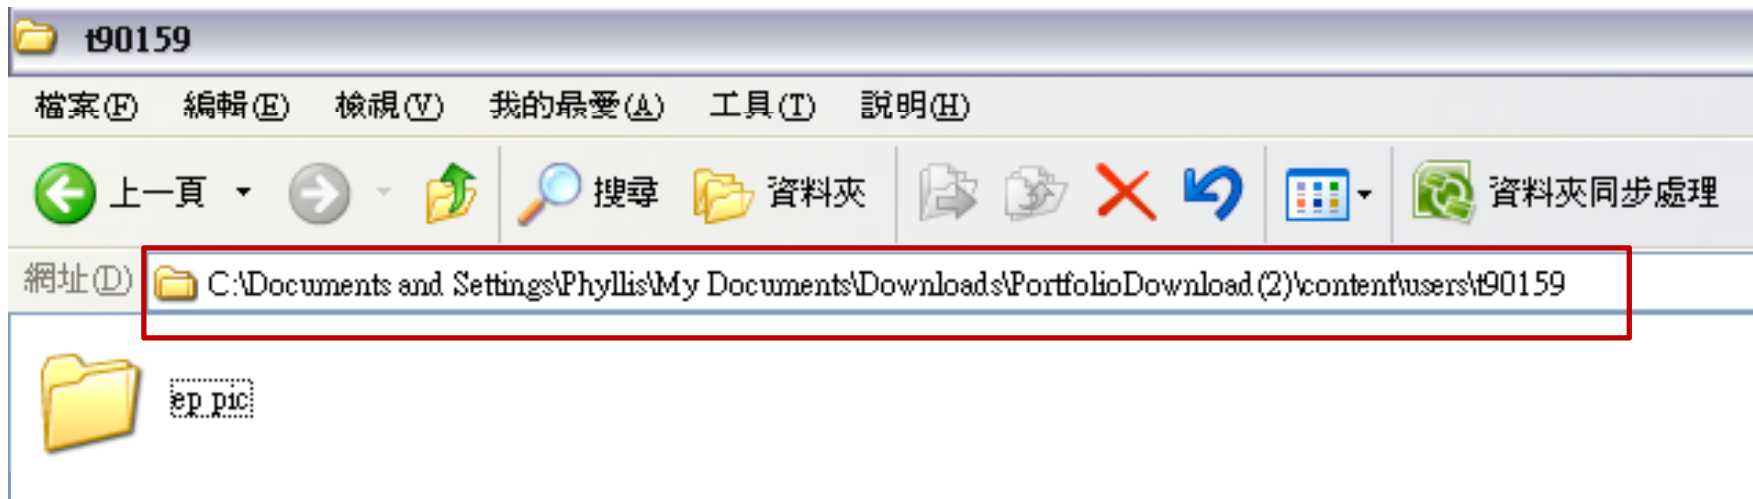 t90159
檔案(F) 編輯(E) 檢視(V) 我的最愛(A) 工具(T) 說明(H)
上一頁 搜尋 資料夾 資料夾同步處理
網址(D) C:\Documents and Settings\Phyllis\My Documents\Downloads\PortfolioDownload(2)\content\users\t90159
ep pic